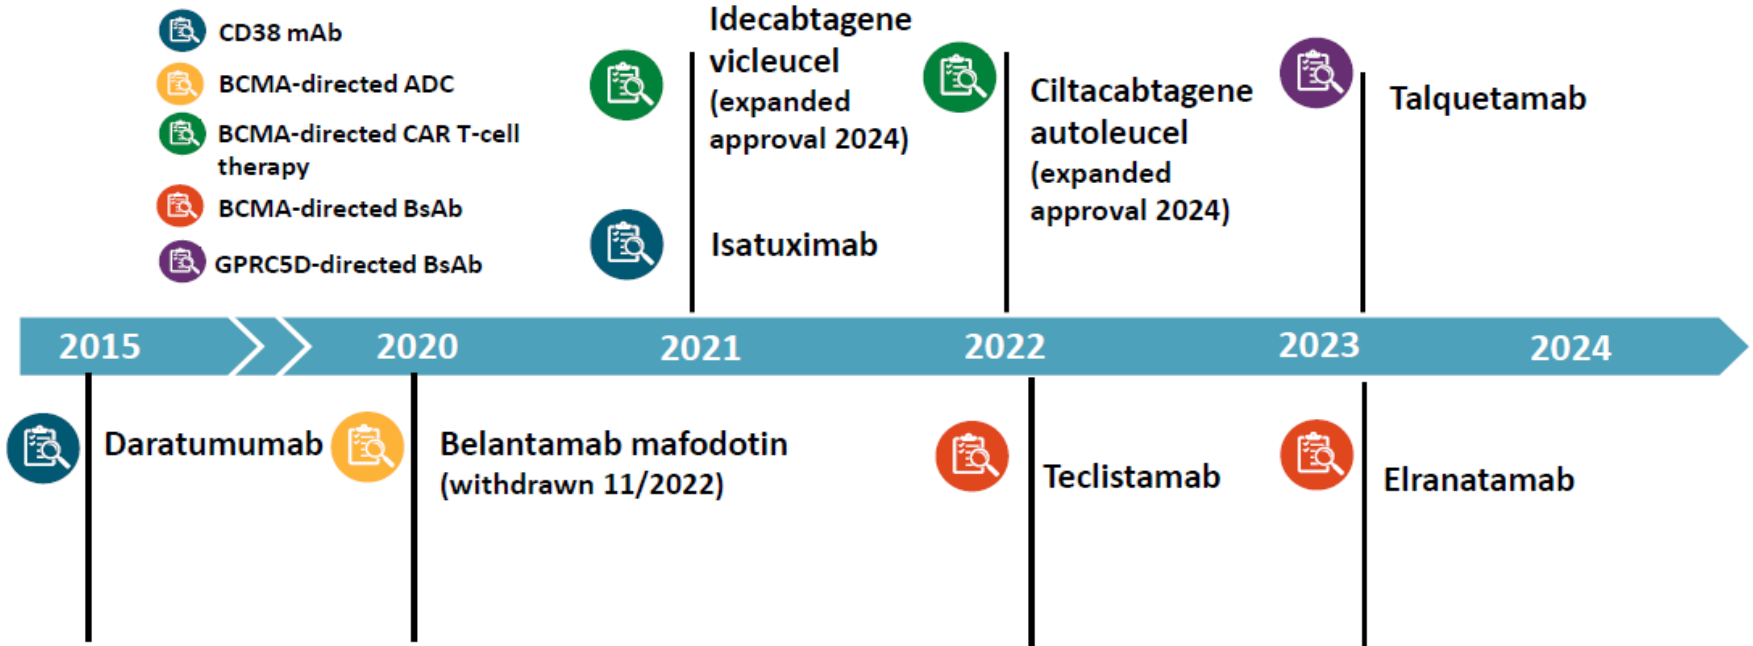 CD38 mAb
BCMA-directed ADC
BCMA-directed CAR T-cell
therapy
BCMA-directed BsAb
GPRC5D-directed BsAb
Idecabtagene
vicleucel
(expanded
approval 2024)
Isatuximab
Ciltacabtagene
autoleucel
(expanded
approval 2024)
Talquetamab
2015
2020
2021
2022
2023
2024
Daratumumab
Belantamab mafodotin
(withdrawn 11/2022)
Teclistamab
Elranatamab